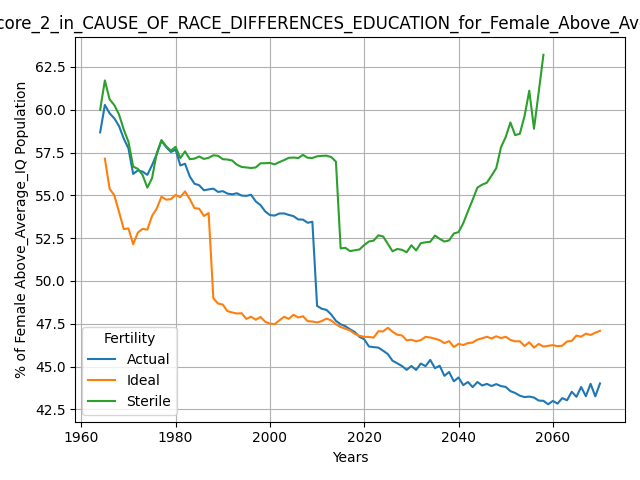 core_2_in_CAUSE_OF_RACE_DIFFERENCES_EDUCATION_for_Female_Above_Av
% of Female Above_Average_IQ Population
62.5
60.0
57.5
55.0
52.5
50.0
47.5
45.0
42.5
Fertility
Actual
Ideal
Sterile
1960
1980
2000
2020
2040
2060
Years